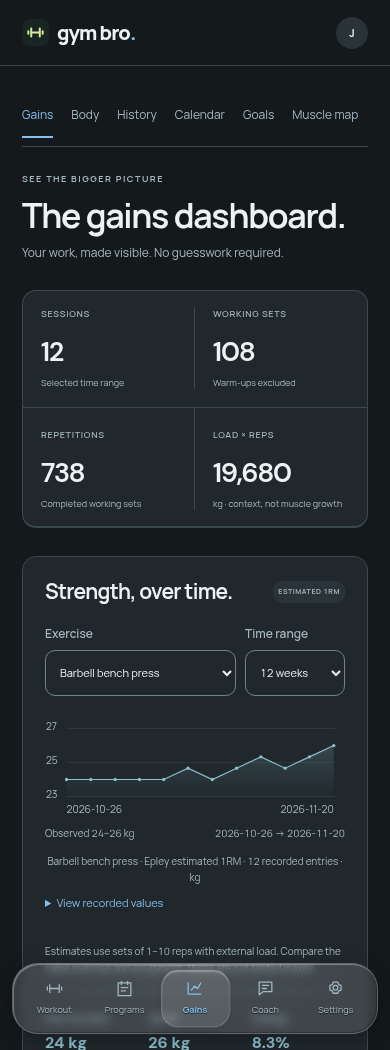 gym bro.
J
Gains Body History Calendar Goals Muscle map
SEE THE BIGGER PICTURE
The gains dashboard.
Your work, made visible. No guesswork required.
SESSIONS
12
Selected time range
WORKING SETS
108
Warm-ups excluded
REPETITIONS
738
Completed working sets
LOAD × REPS
19,680
kg · context, not muscle growth
Strength, over time.
ESTIMATED 1RM
Exercise
Time range
Barbell bench press
12 weeks
27
25
23
2026-10-26
2026-11-20
Observed 24–26 kg
2026-10-26 → 2026-11-20
Barbell bench press · Epley estimated 1RM · 12 recorded entries ·
kg
▶ View recorded values
Estimates use sets of 1–10 reps with external load. Compare the
Workout
Programs
Gains
Coach
Settings
24 kg
26 kg
8.3%